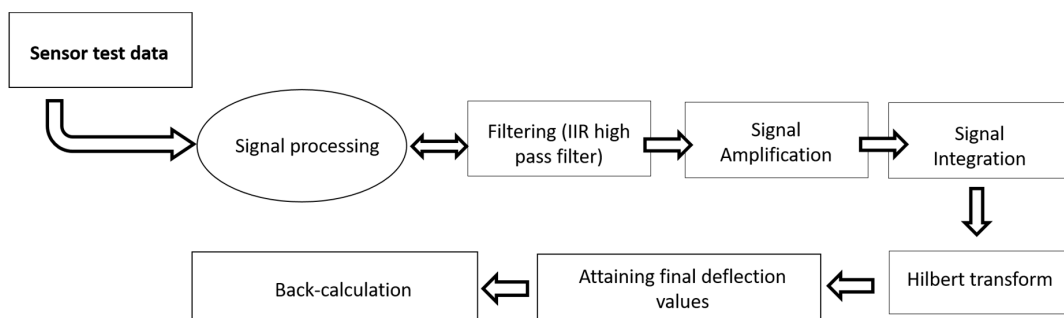 Sensor test data
Signal processing
Filtering (IIR high
pass filter)
Signal
Amplification
Signal
Integration
Hilbert transform
Attaining final deflection
values
Back-calculation